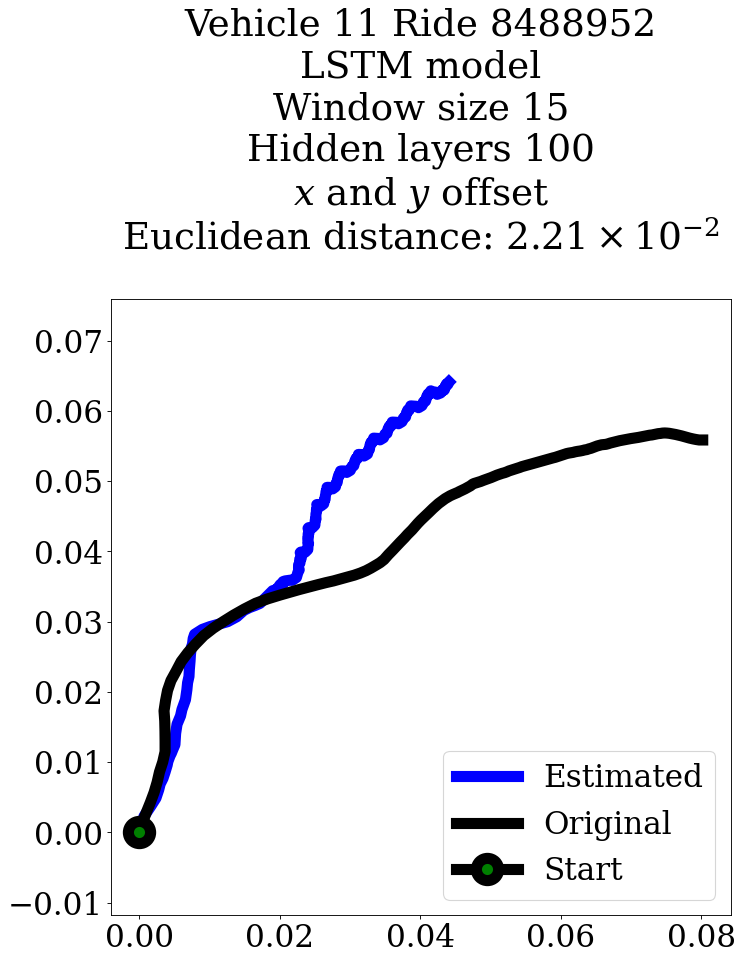 Vehicle 11 Ride 8488952
LSTM model
Window size 15
Hidden layers 100
x and y offset
Euclidean distance: 2.21 × 10⁻²
0.07
0.06
0.05
0.04
0.03
0.02
0.01
0.00
−0.01
Estimated
Original
Start
0.00 0.02 0.04 0.06 0.08